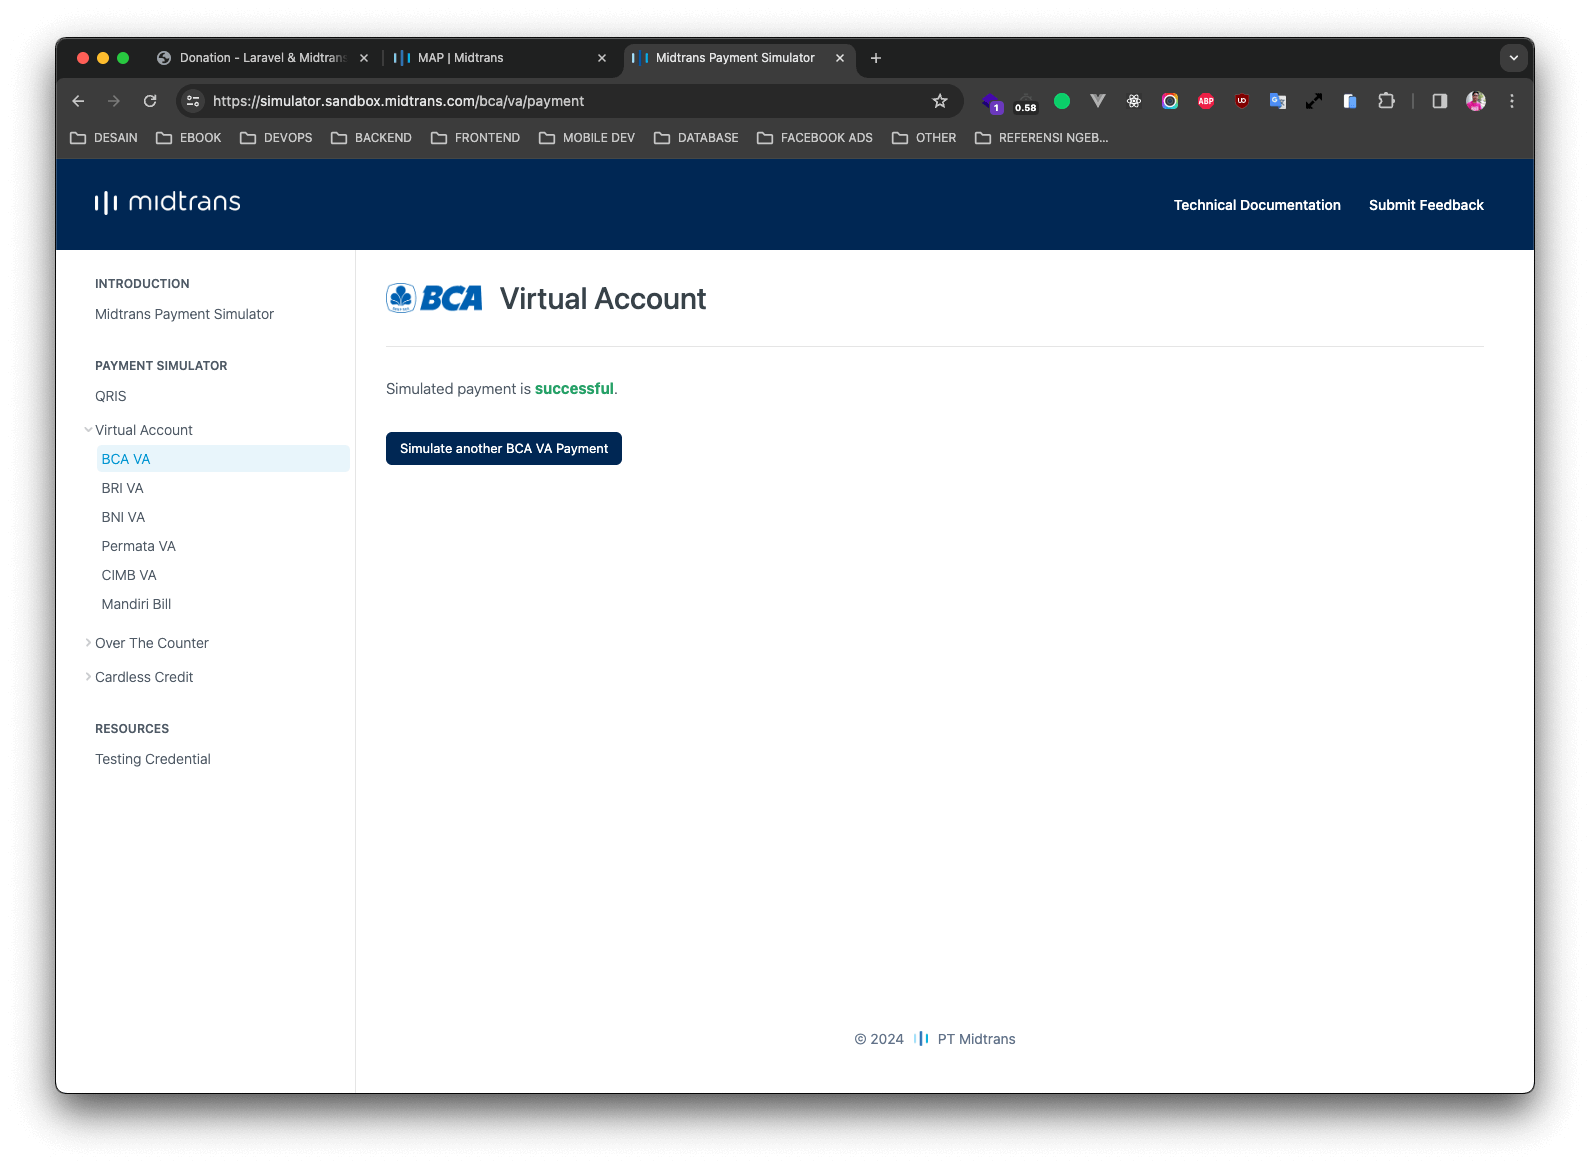 Donation - Laravel & Midtrans
MAP | Midtrans
Midtrans Payment Simulator
https://simulator.sandbox.midtrans.com/bca/va/payment
1
0.58
ABP
DESAIN
EBOOK
DEVOPS
BACKEND
FRONTEND
MOBILE DEV
DATABASE
FACEBOOK ADS
OTHER
REFERENSI NGEB...
midtrans
Technical Documentation
Submit Feedback
INTRODUCTION
Midtrans Payment Simulator
PAYMENT SIMULATOR
QRIS
Virtual Account
BCA VA
BRI VA
BNI VA
Permata VA
CIMB VA
Mandiri Bill
Over The Counter
Cardless Credit
RESOURCES
Testing Credential
BCA Virtual Account
Simulated payment is successful.
Simulate another BCA VA Payment
© 2024 PT Midtrans